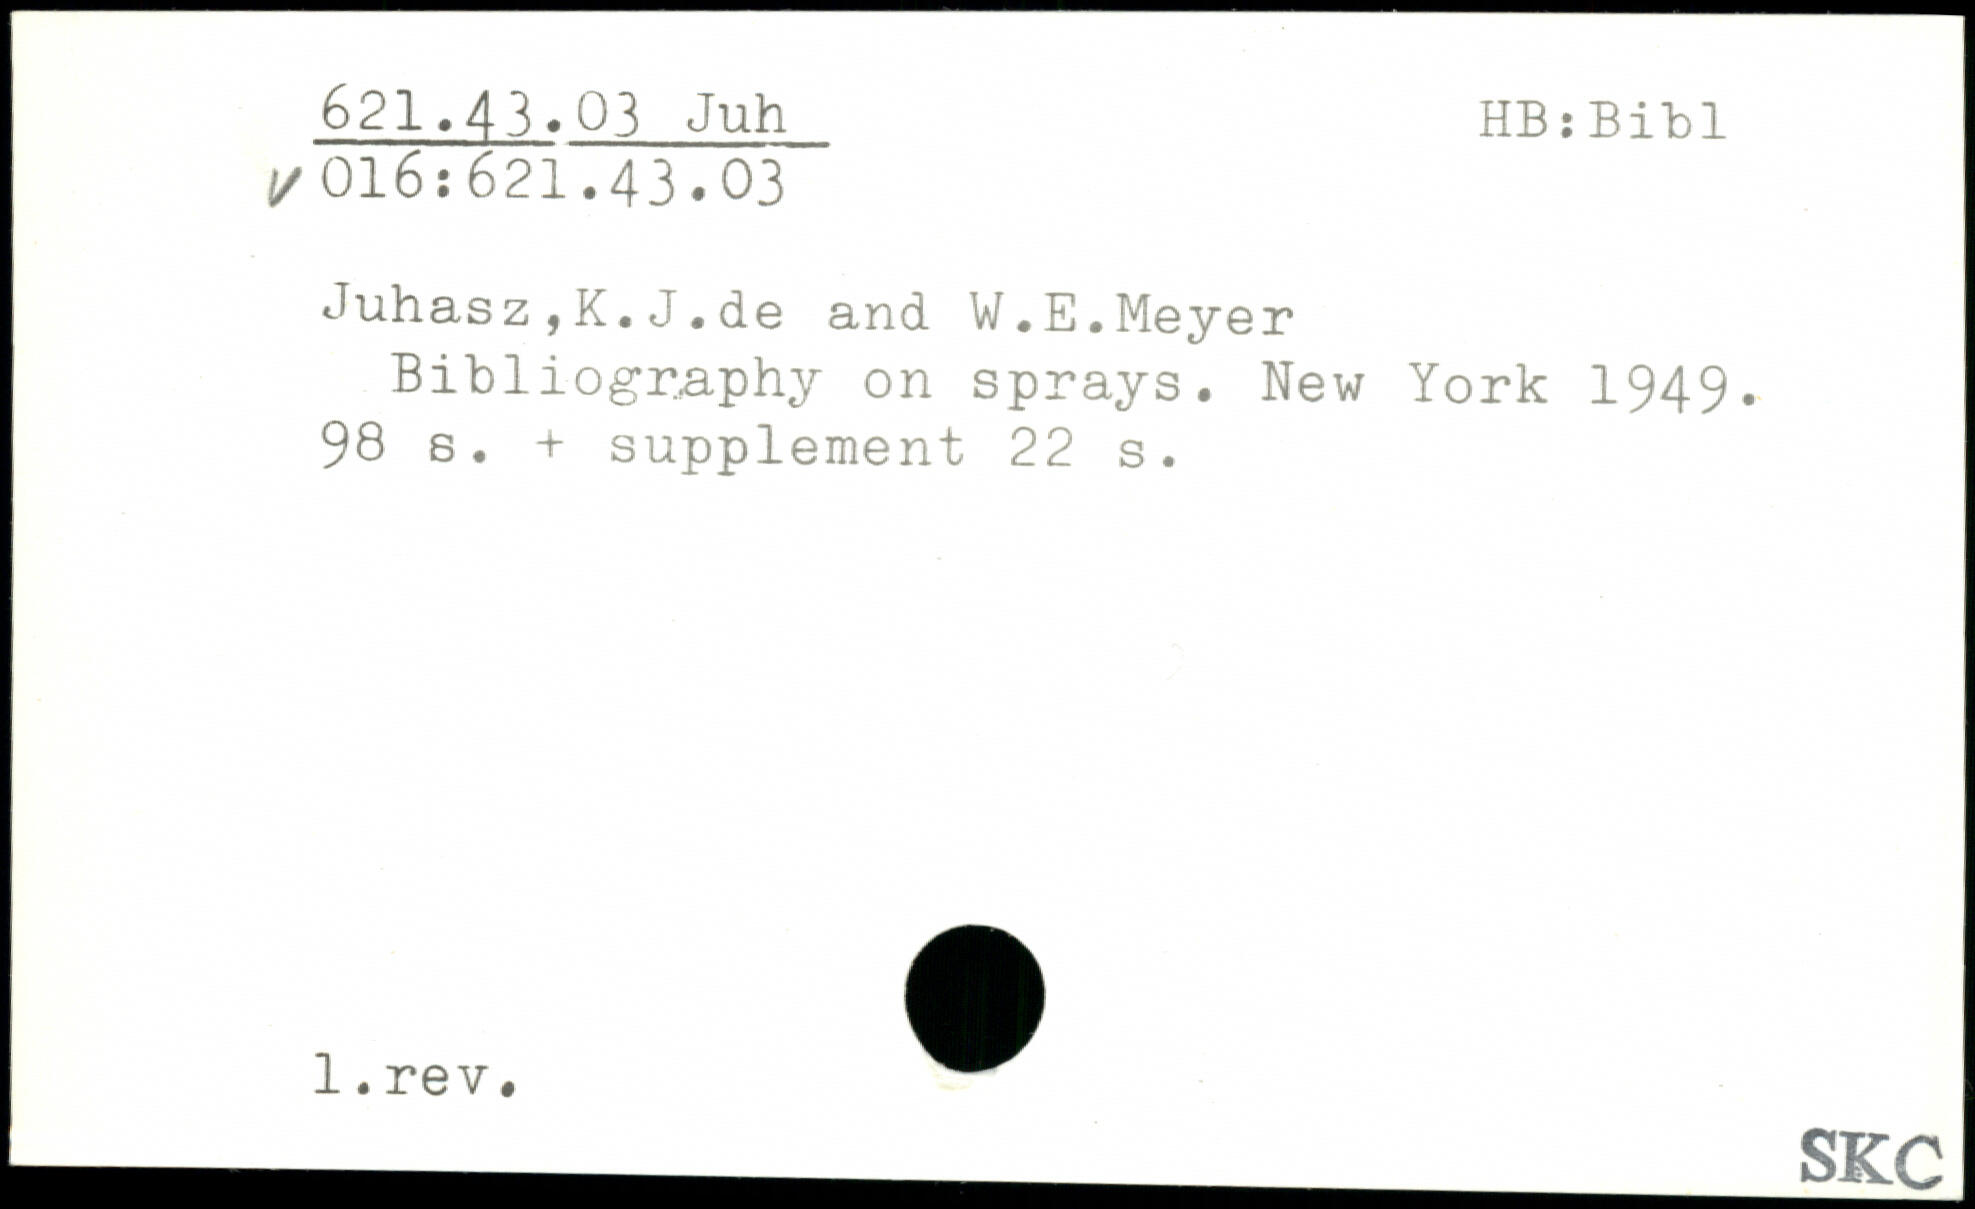 621.43.03 Juh HB:Bibl
V 016:621.43.03
Juhasz,K.J.de and W.E.Meyer
Bibliography on sprays. New York 1949.
98 s. + supplement 22 s.
1.rev.
SKC